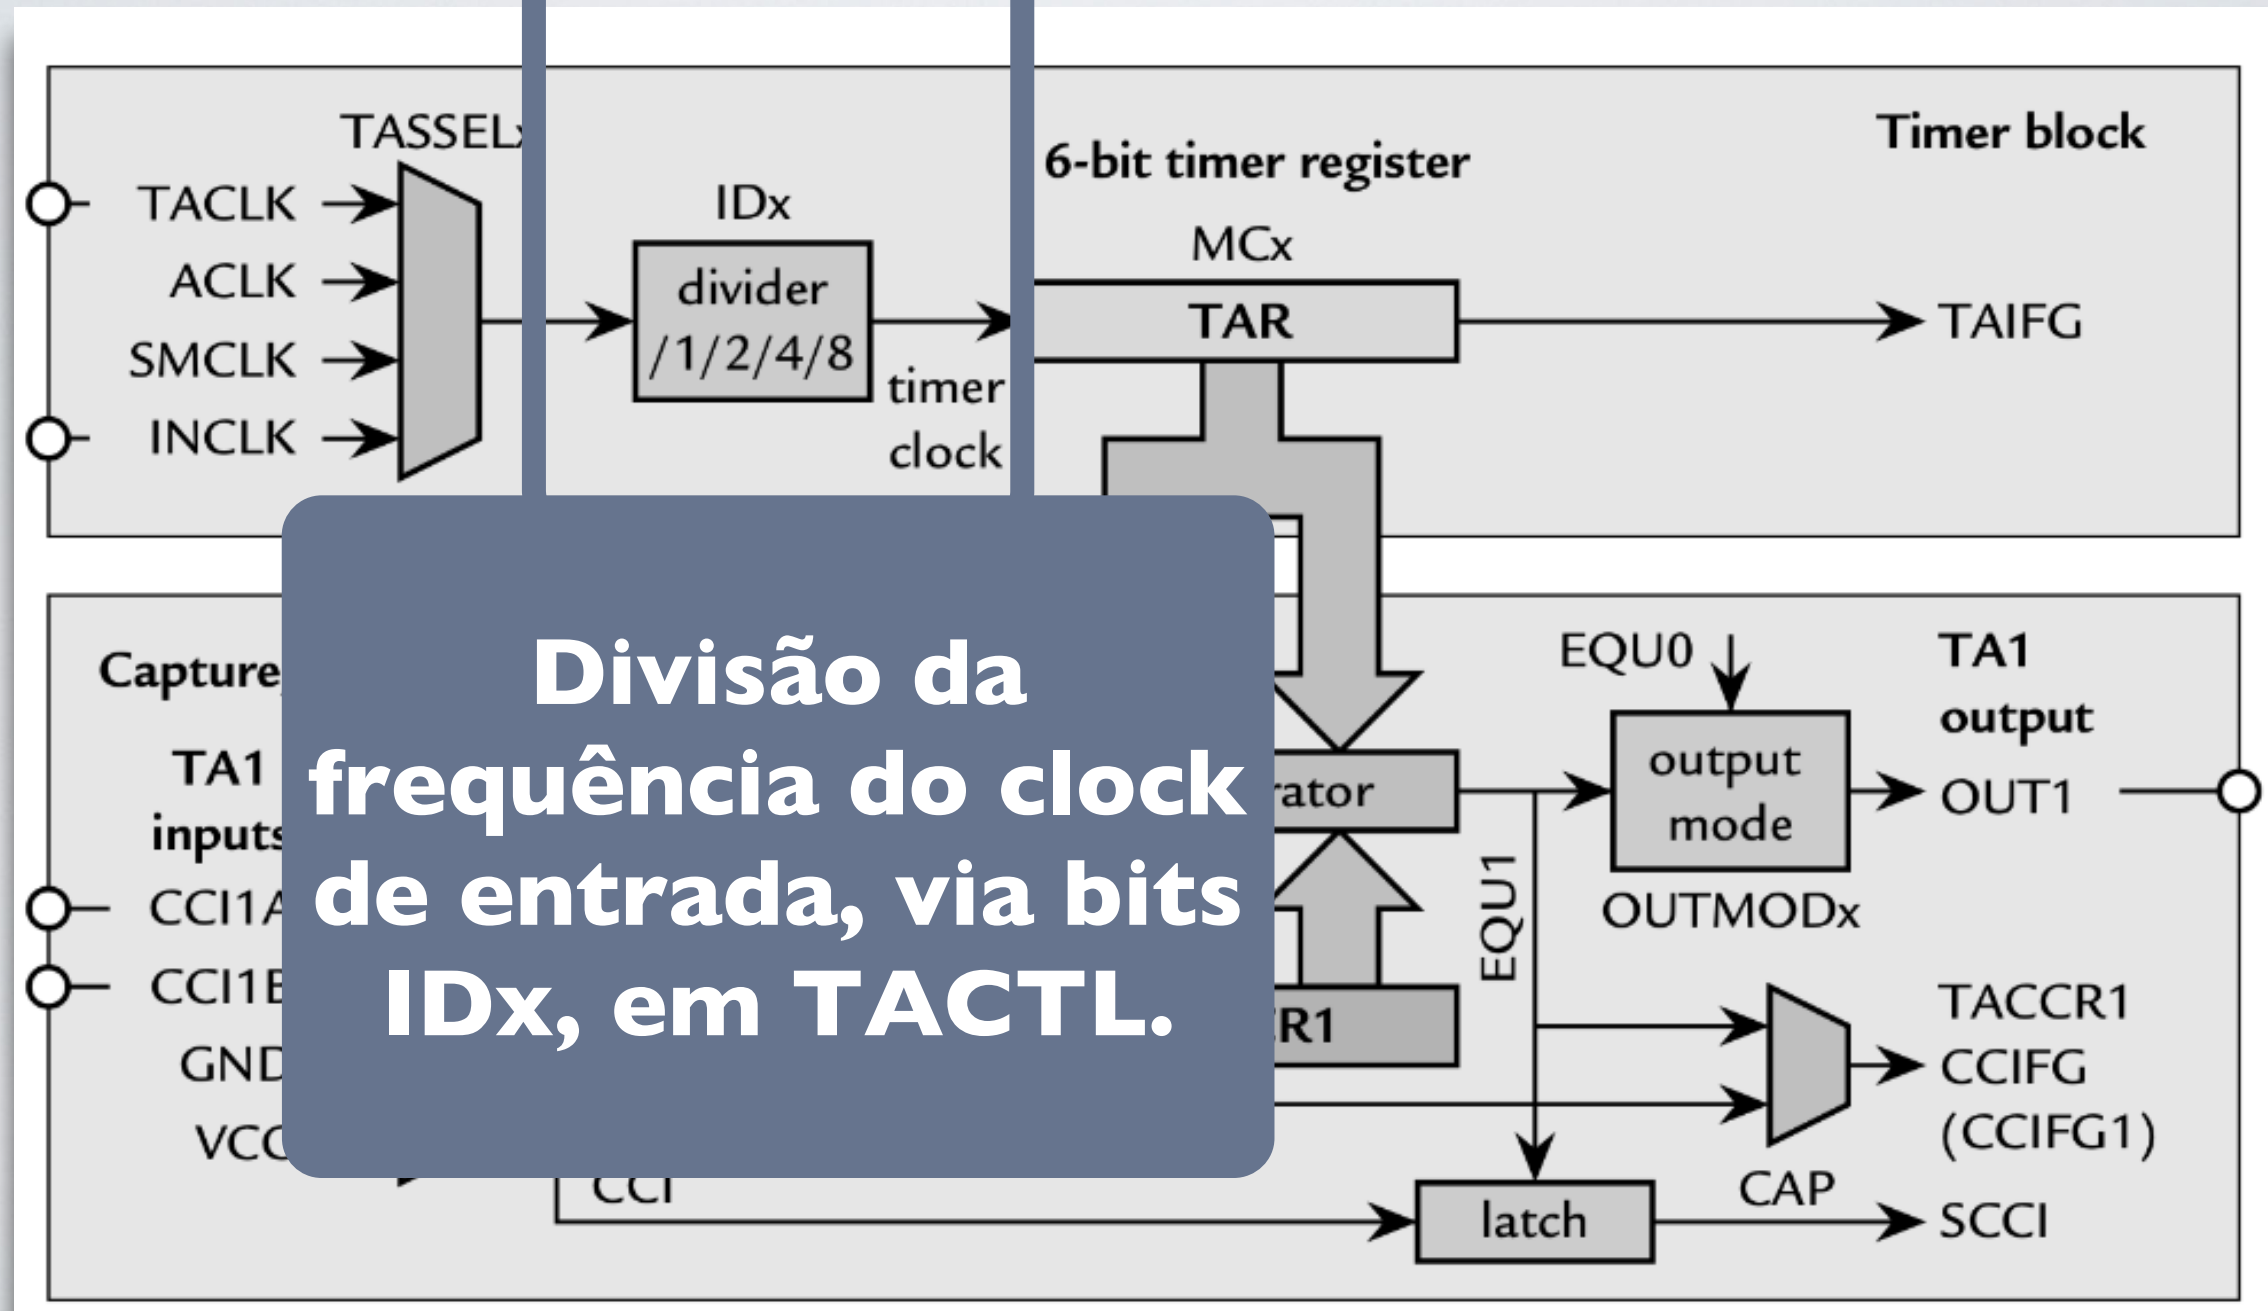 TASSELx
Timer block
6-bit timer register
TACLK
IDx
MCx
ACLK
divider
/1/2/4/8
TAR
TAIFG
SMCLK
timer
clock
INCLK
Divisão da
frequência do clock
de entrada, via bits
IDx, em TACTL.
Capture
TA1
inputs
CCI1A
CCI1B
GND
VCC
CCI
rator
R1
EQU0
EQU1
output
mode
OUTMODx
TA1
output
OUT1
TACCR1
CCIFG
(CCIFG1)
CAP
latch
SCCI